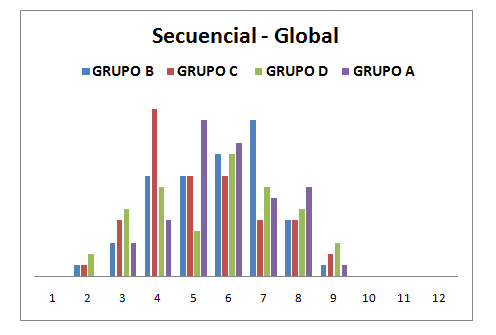 Secuencial - Global
GRUPO B GRUPO C GRUPO D GRUPO A
1 2 3 4 5 6 7 8 9 10 11 12